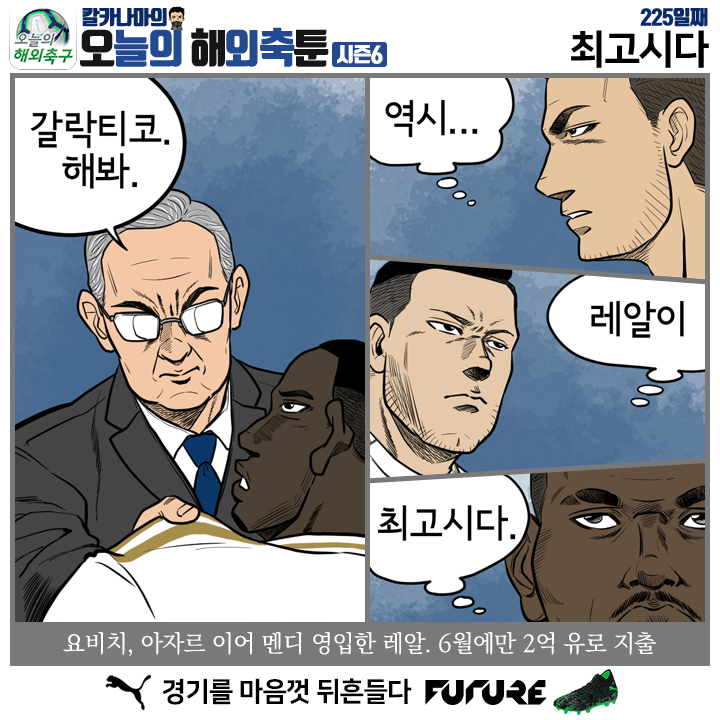 오늘의
해외축구
칼카나마의
오늘의 해외축툰
시즌6
225일째
최고시다
갈락티코.
해봐.
역시...
레알이
최고시다.
요비치, 아자르 이어 멘디 영입한 레알. 6월에만 2억 유로 지출
경기를 마음껏 뒤흔들다 FUTURE